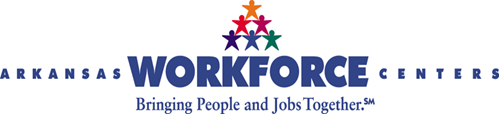 ARKANSAS WORKFORCE CENTERS
Bringing People and Jobs Together.℠